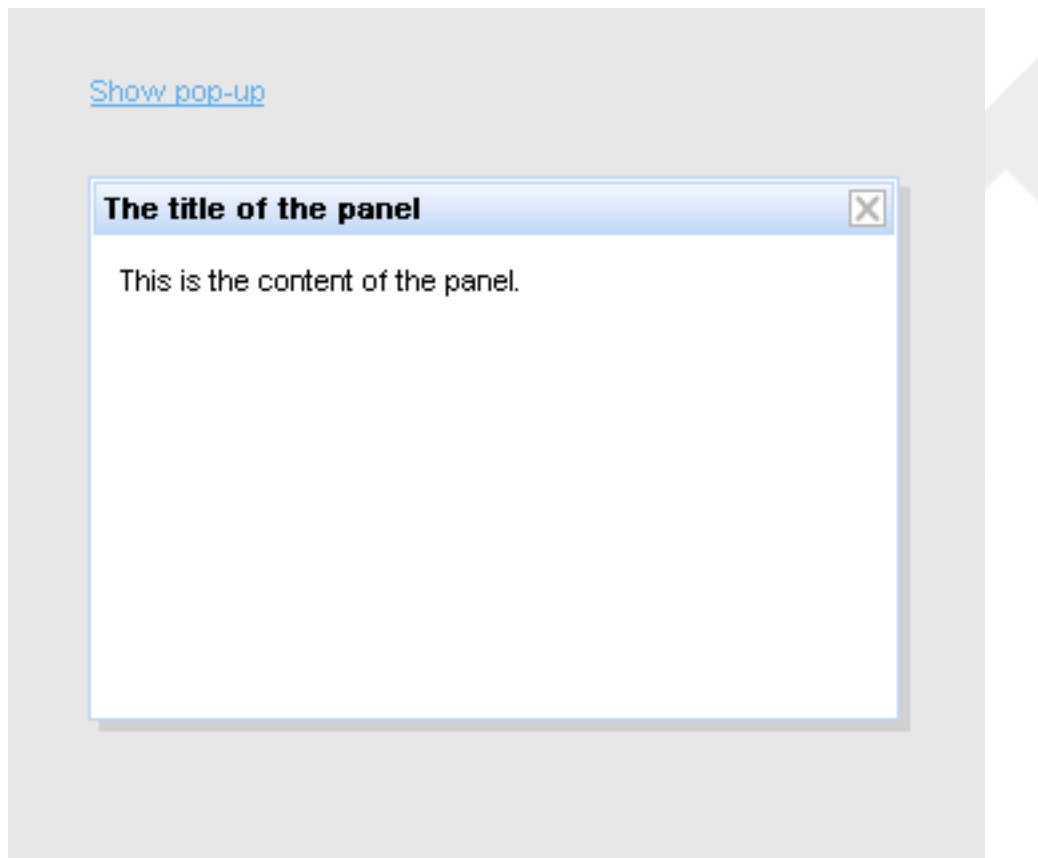 Show pop-up
The title of the panel
This is the content of the panel.